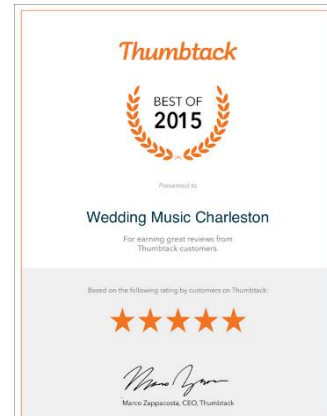 Thumbtack
BEST OF
2015
Presented to
Wedding Music Charleston
For earning great reviews from
Thumbtack customers.
Based on the following rating by customers on Thumbtack:
Marco Zappacosta, CEO, Thumbtack